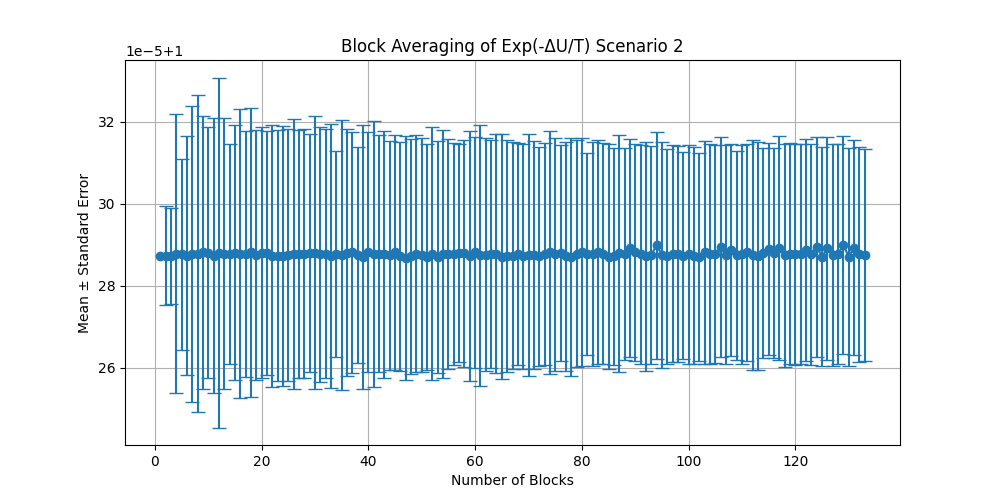 Block Averaging of Exp(-ΔU/T) Scenario 2
1e−5+1
32
30
28
26
Mean ± Standard Error
0 20 40 60 80 100 120
Number of Blocks